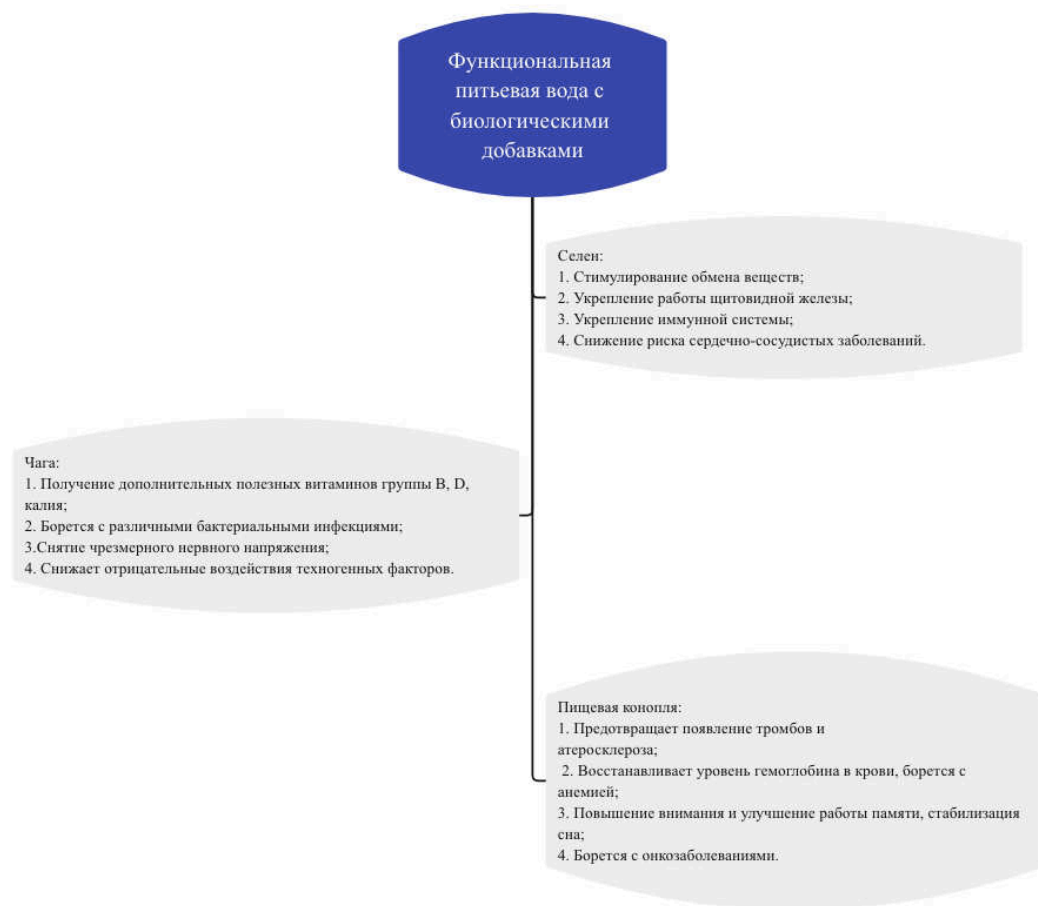 Функциональная
питьевая вода с
биологическими
добавками
Селен:
1. Стимулирование обмена веществ;
2. Укрепление работы щитовидной железы;
3. Укрепление иммунной системы;
4. Снижение риска сердечно-сосудистых заболеваний.
Чага:
1. Получение дополнительных полезных витаминов группы B, D,
калия;
2. Борется с различными бактериальными инфекциями;
3.Снятие чрезмерного нервного напряжения;
4. Снижает отрицательные воздействия техногенных факторов.
Пищевая конопля:
1. Предотвращает появление тромбов и
атеросклероза;
2. Восстанавливает уровень гемоглобина в крови, борется с
анемией;
3. Повышение внимания и улучшение работы памяти, стабилизация
сна;
4. Борется с онкозаболеваниями.